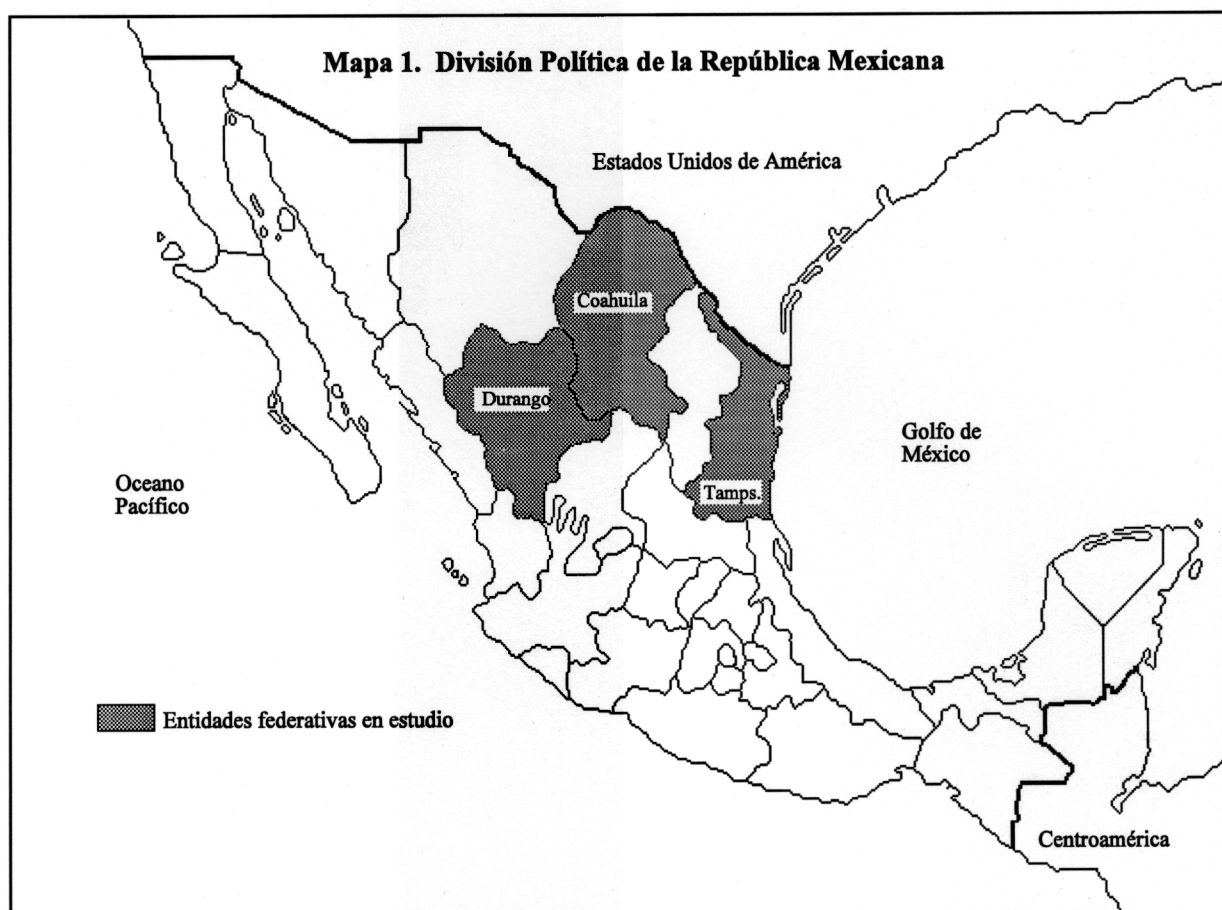 Mapa 1. División Política de la República Mexicana
Estados Unidos de América
Coahuila
Durango
Tamps.
Golfo de
México
Oceano
Pacífico
Entidades federativas en estudio
Centroamérica